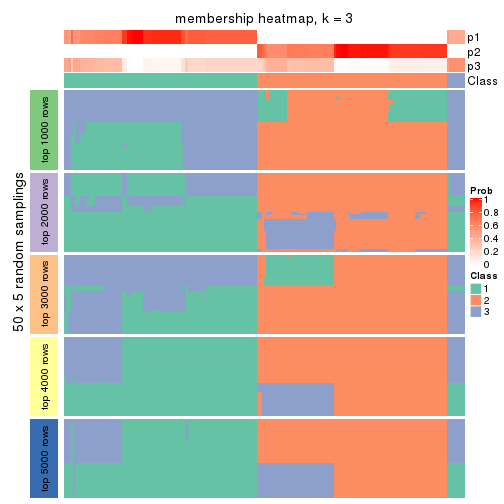 membership heatmap, k = 3
p1
p2
p3
Class
50 x 5 random samplings
top 1000 rows
top 2000 rows
top 3000 rows
top 4000 rows
top 5000 rows
Prob
1
0.8
0.6
0.4
0.2
0
Class
1
2
3